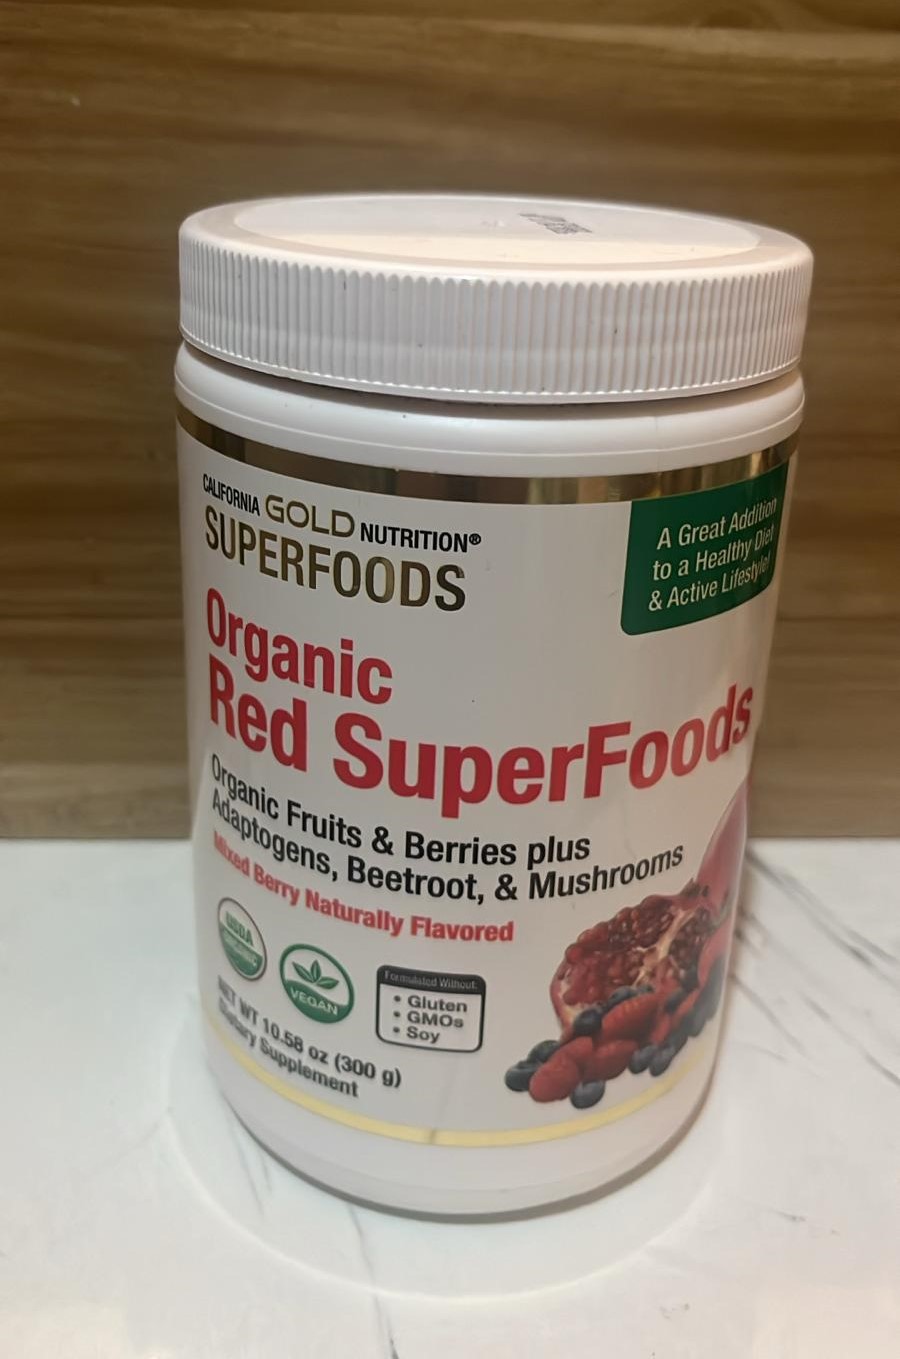 CALIFORNIA GOLD NUTRITION®
SUPERFOODS
A Great Addition
to a Healthy Diet
& Active Lifestyle!
Organic
Red SuperFoods
Organic Fruits & Berries plus
Adaptogens, Beetroot, & Mushrooms
Mixed Berry Naturally Flavored
USDA
ORGANIC
VEGAN
Formulated Without:
• Gluten
• GMOs
• Soy
NET WT 10.58 oz (300 g)
Dietary Supplement